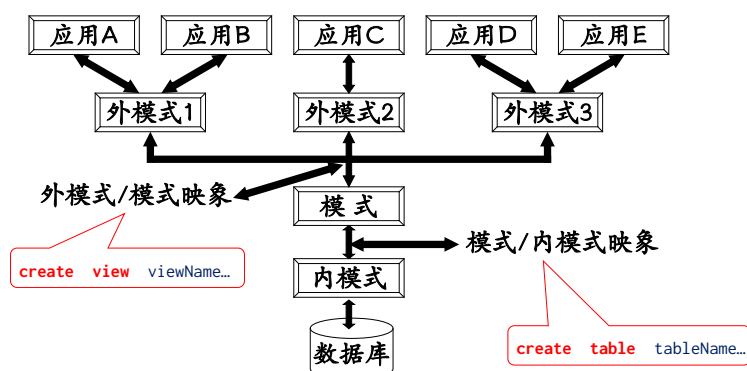 应用A
应用B
应用C
应用D
应用E
外模式1
外模式2
外模式3
外模式/模式映象
模 式
模式/内模式映象
create view viewName…
内模式
数据库
create table tableName…